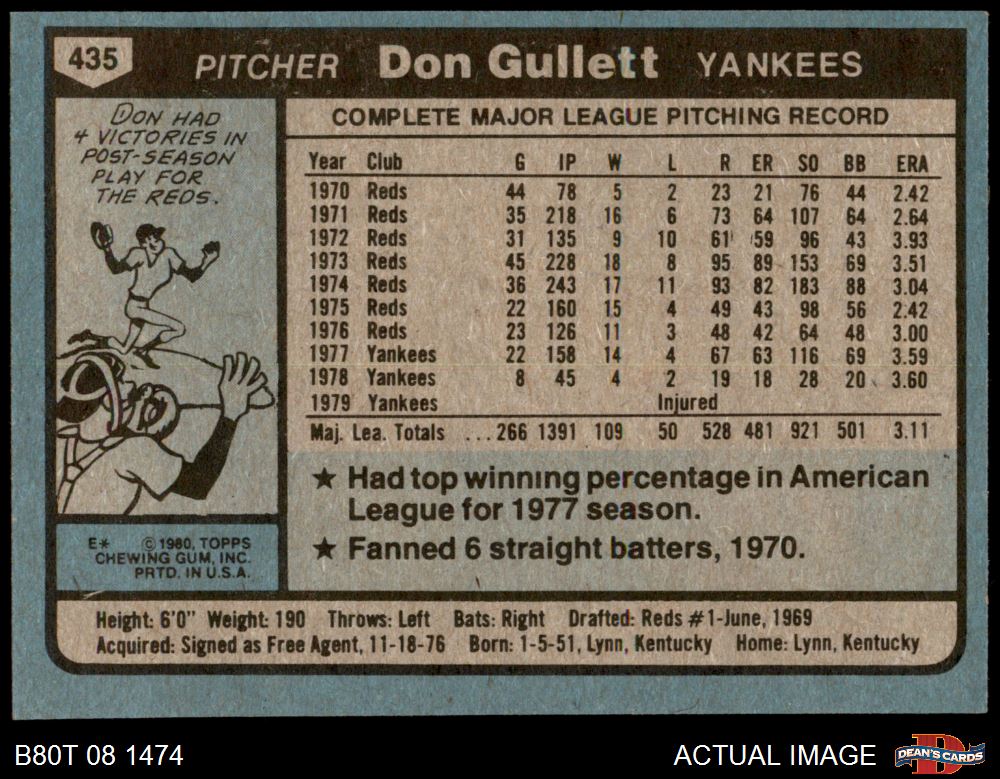 435 PITCHER Don Gullett YANKEES
DON HAD
4 VICTORIES IN
POST-SEASON
PLAY FOR
THE REDS.
COMPLETE MAJOR LEAGUE PITCHING RECORD
Year Club G IP W L R ER SO BB ERA
1970 Reds 44 78 5 2 23 21 76 44 2.42
1971 Reds 35 218 16 6 73 64 107 64 2.64
1972 Reds 31 135 9 10 61 59 96 43 3.93
1973 Reds 45 228 18 8 95 89 153 69 3.51
1974 Reds 36 243 17 11 93 82 183 88 3.04
1975 Reds 22 160 15 4 49 43 98 56 2.42
1976 Reds 23 126 11 3 48 42 64 48 3.00
1977 Yankees 22 158 14 4 67 63 116 69 3.59
1978 Yankees 8 45 4 2 19 18 28 20 3.60
1979 Yankees Injured
Maj. Lea. Totals ...266 1391 109 50 528 481 921 501 3.11
★ Had top winning percentage in American
League for 1977 season.
★ Fanned 6 straight batters, 1970.
E* © 1980, TOPPS
CHEWING GUM, INC.
PRTD. IN U.S.A.
Height: 6'0" Weight: 190 Throws: Left Bats: Right Drafted: Reds #1-June, 1969
Acquired: Signed as Free Agent, 11-18-76 Born: 1-5-51, Lynn, Kentucky Home: Lynn, Kentucky
B80T 08 1474 ACTUAL IMAGE D DEAN'S CARDS